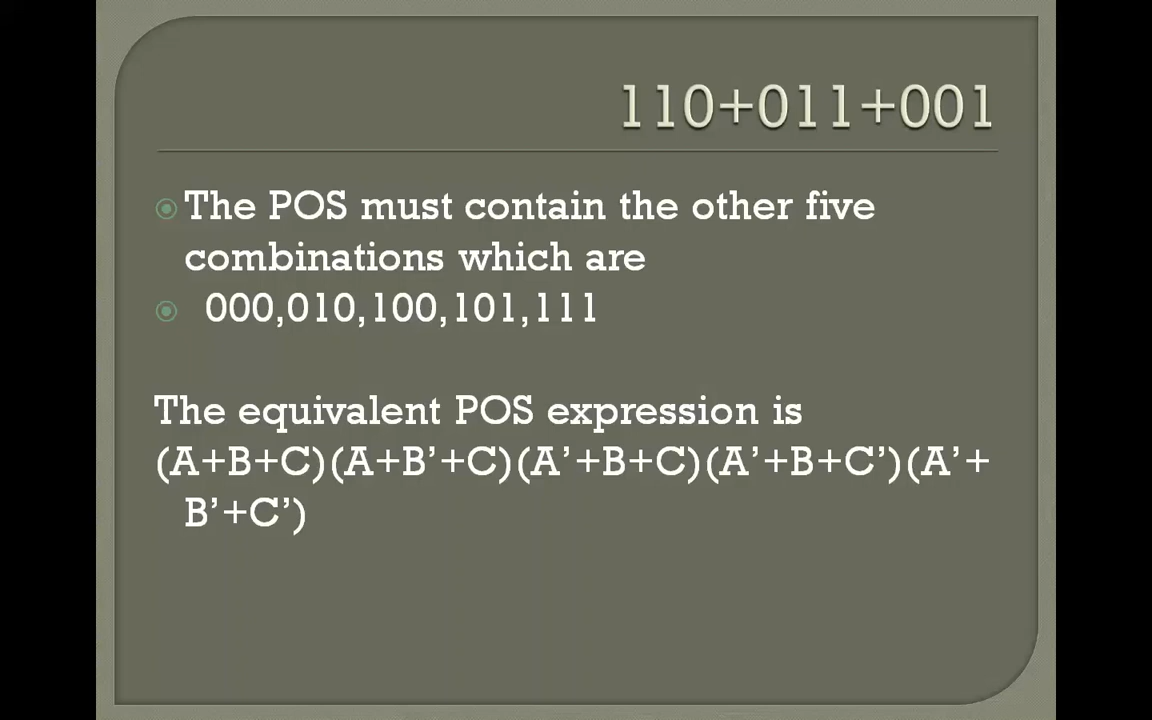 110+011+001
The POS must contain the other five
combinations which are
000,010,100,101,111
The equivalent POS expression is
(A+B+C)(A+B’+C)(A’+B+C)(A’+B+C’)(A’+
B’+C’)